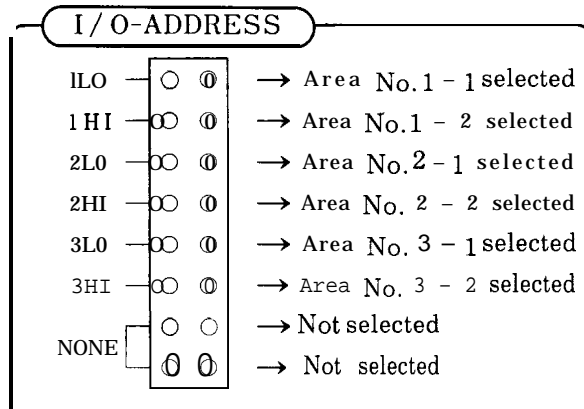 I/O-ADDRESS
1LO → Area No.1-1 selected
1HI → Area No.1-2 selected
2L0 → Area No.2-1 selected
2HI → Area No. 2-2 selected
3L0 → Area No. 3-1 selected
3HI → Area No. 3-2 selected
→ Not selected
NONE
→ Not selected